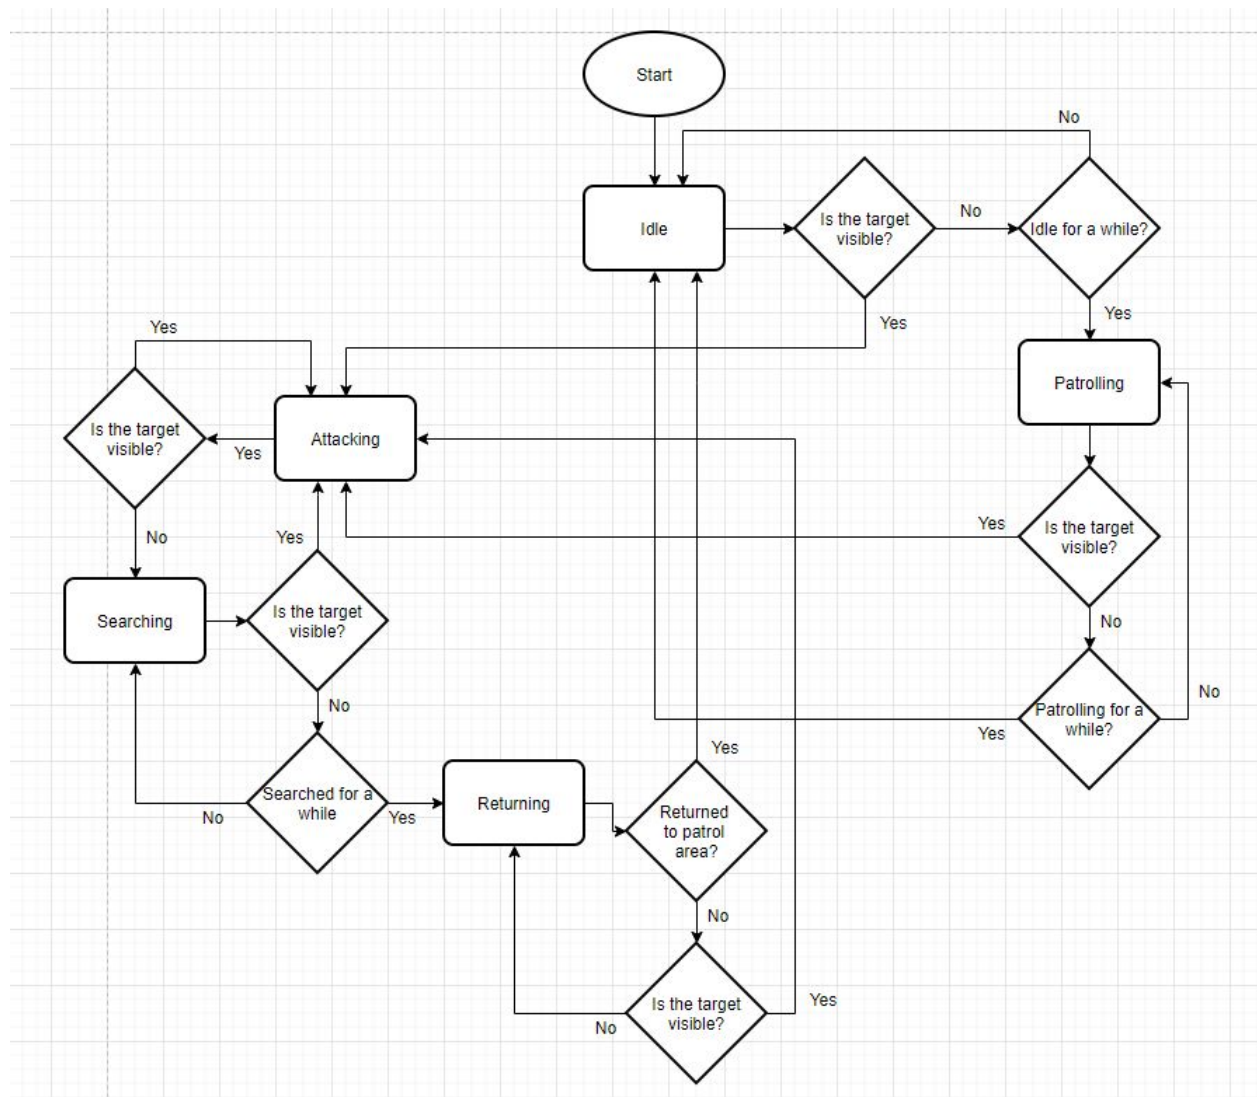 Start
No
Idle
Is the target
visible?
No
Idle for a while?
Yes
Yes
Yes
Patrolling
Is the target
visible?
Yes
Attacking
No
Yes
Yes
Is the target
visible?
Searching
Is the target
visible?
No
No
Patrolling for a
while?
No
Yes
Yes
Searched for a
while
No
Yes
Returning
Returned
to patrol
area?
No
Is the target
visible?
No
Yes